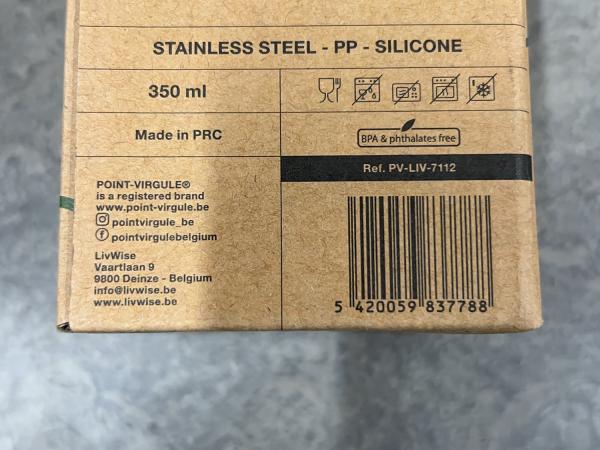 STAINLESS STEEL - PP - SILICONE
350 ml
Made in PRC
BPA & phthalates free
Ref. PV-LIV-7112
POINT-VIRGULE®
is a registered brand
www.point-virgule.be
pointvirgule_be
pointvirgulebelgium
LivWise
Vaartlaan 9
9800 Deinze - Belgium
info@livwise.be
www.livwise.be
5 420059 837788